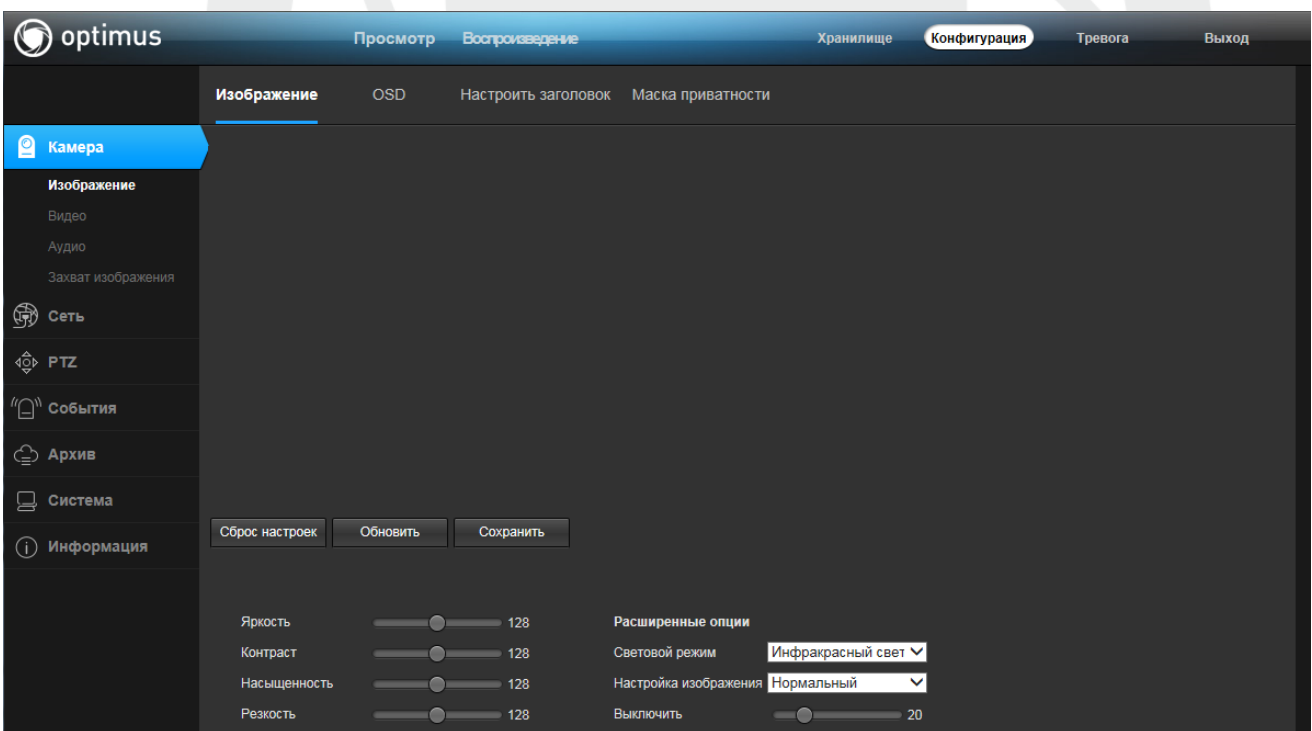 optimus Просмотр Воспроизведение Хранилище Конфигурация Тревога Выход
Изображение OSD Настроить заголовок Маска приватности
Камера
Изображение
Видео
Аудио
Захват изображения
Сеть
PTZ
События
Архив
Система
Информация
Сброс настроек Обновить Сохранить
Яркость 128 Расширенные опции
Контраст 128 Световой режим Инфракрасный свет
Насыщенность 128 Настройка изображения Нормальный
Резкость 128 Выключить 20